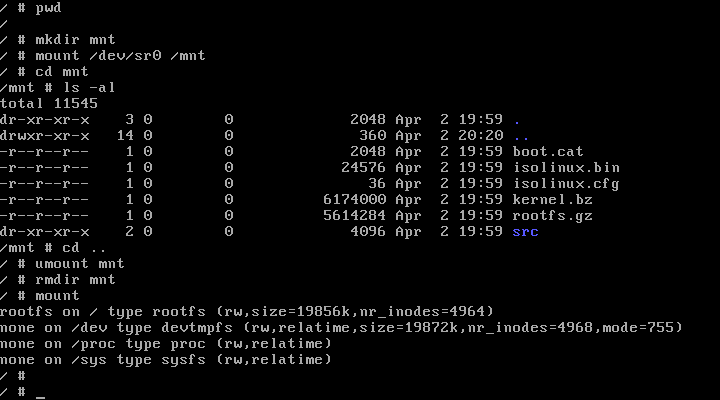 / # pwd
/
/ # mkdir mnt
/ # mount /dev/sr0 /mnt
/ # cd mnt
/mnt # ls -al
total 11545
dr-xr-xr-x    3 0        0             2048 Apr  2 19:59 .
drwxr-xr-x   14 0        0              360 Apr  2 20:20 ..
-r--r--r--    1 0        0             2048 Apr  2 19:59 boot.cat
-r--r--r--    1 0        0            24576 Apr  2 19:59 isolinux.bin
-r--r--r--    1 0        0               36 Apr  2 19:59 isolinux.cfg
-r--r--r--    1 0        0          6174000 Apr  2 19:59 kernel.bz
-r--r--r--    1 0        0          5614284 Apr  2 19:59 rootfs.gz
dr-xr-xr-x    2 0        0             4096 Apr  2 19:59 src
/mnt # cd ..
/ # umount mnt
/ # rmdir mnt
/ # mount
rootfs on / type rootfs (rw,size=19856k,nr_inodes=4964)
none on /dev type devtmpfs (rw,relatime,size=19872k,nr_inodes=4968,mode=755)
none on /proc type proc (rw,relatime)
none on /sys type sysfs (rw,relatime)
/ #
/ # _